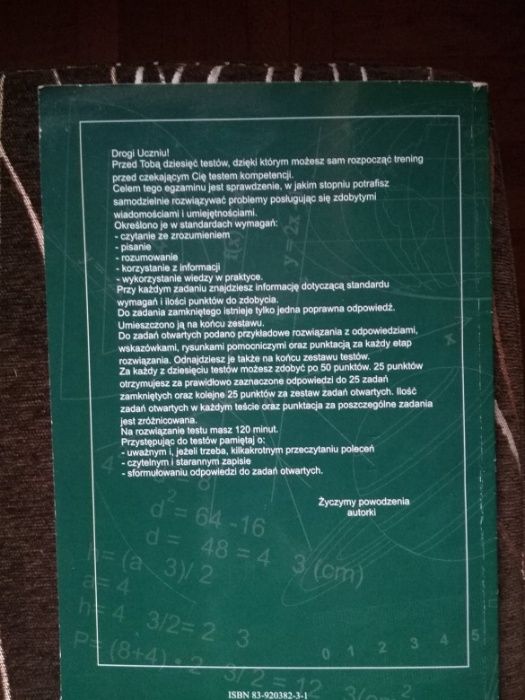 Drogi Uczniu!
Przed Tobą dziesięć testów, dzięki którym możesz sam rozpocząć trening
przed czekającym Cię testem kompetencji.
Celem tego egzaminu jest sprawdzenie, w jakim stopniu potrafisz
samodzielnie rozwiązywać problemy posługując się zdobytymi
wiadomościami i umiejętnościami.
Określono je w standardach wymagań:
- czytanie ze zrozumieniem
- pisanie
- rozumowanie
- korzystanie z informacji
- wykorzystanie wiedzy w praktyce.
Przy każdym zadaniu znajdziesz informację dotyczącą standardu
wymagań i ilości punktów do zdobycia.
Do zadania zamkniętego istnieje tylko jedna poprawna odpowiedź.
Umieszczono ją na końcu zestawu.
Do zadań otwartych podano przykładowe rozwiązania z odpowiedziami,
wskazówkami, rysunkami pomocniczymi oraz punktacją za każdy etap
rozwiązania. Odnajdziesz je także na końcu zestawu testów.
Za każdy z dziesięciu testów możesz zdobyć po 50 punktów. 25 punktów
otrzymujesz za prawidłowo zaznaczone odpowiedzi do 25 zadań
zamkniętych oraz kolejne 25 punktów za zestaw zadań otwartych. Ilość
zadań otwartych w każdym teście oraz punktacja za poszczególne zadania
jest zróżnicowana.
Na rozwiązanie testu masz 120 minut.
Przystępując do testów pamiętaj o:
- uważnym i, jeżeli trzeba, kilkakrotnym przeczytaniu poleceń
- czytelnym i starannym zapisie
- sformułowaniu odpowiedzi do zadań otwartych.
Życzymy powodzenia
autorki
d² = 64 - 16
d = 48 = 4 3 (cm)
h = (a 3)/ 2
a = 4
h = 4 3/2 = 2 3
P = (8+4) · 2 3/ 2 = 12
0 1 2 3 4 5
ISBN 83-920382-3-1